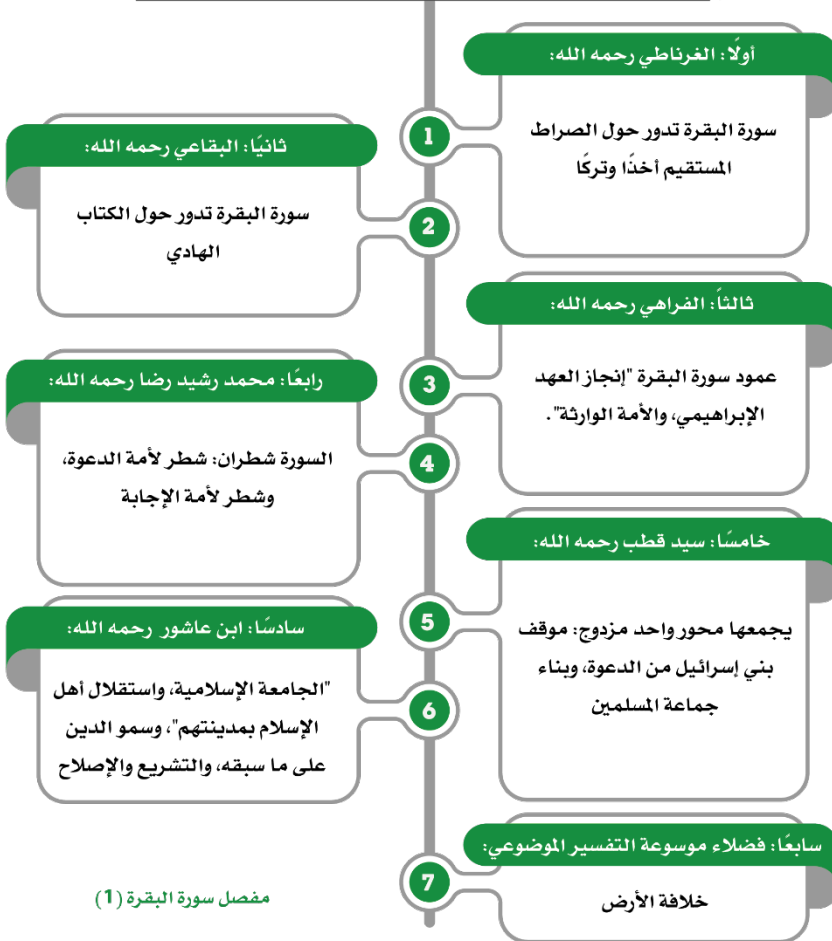 أولًا: الغرناطي رحمه الله:
سورة البقرة تدور حول الصراط
المستقيم أخذًا وتركًا
1
ثانيًا: البقاعي رحمه الله:
سورة البقرة تدور حول الكتاب
الهادي
2
ثالثاً: الفراهي رحمه الله:
عمود سورة البقرة "إنجاز العهد
الإبراهيمي، والأمة الوارثة".
3
رابعًا: محمد رشيد رضا رحمه الله:
السورة شطران: شطر لأمة الدعوة،
وشطر لأمة الإجابة
4
خامسًا: سيد قطب رحمه الله:
يجمعها محور واحد مزدوج: موقف
بني إسرائيل من الدعوة، وبناء
جماعة المسلمين
5
سادسًا: ابن عاشور رحمه الله:
"الجامعة الإسلامية، واستقلال أهل
الإسلام بمدينتهم"، وسمو الدين
على ما سبقه، والتشريع والإصلاح
6
سابعًا: فضلاء موسوعة التفسير الموضوعي:
خلافة الأرض
7
مفصل سورة البقرة (1)